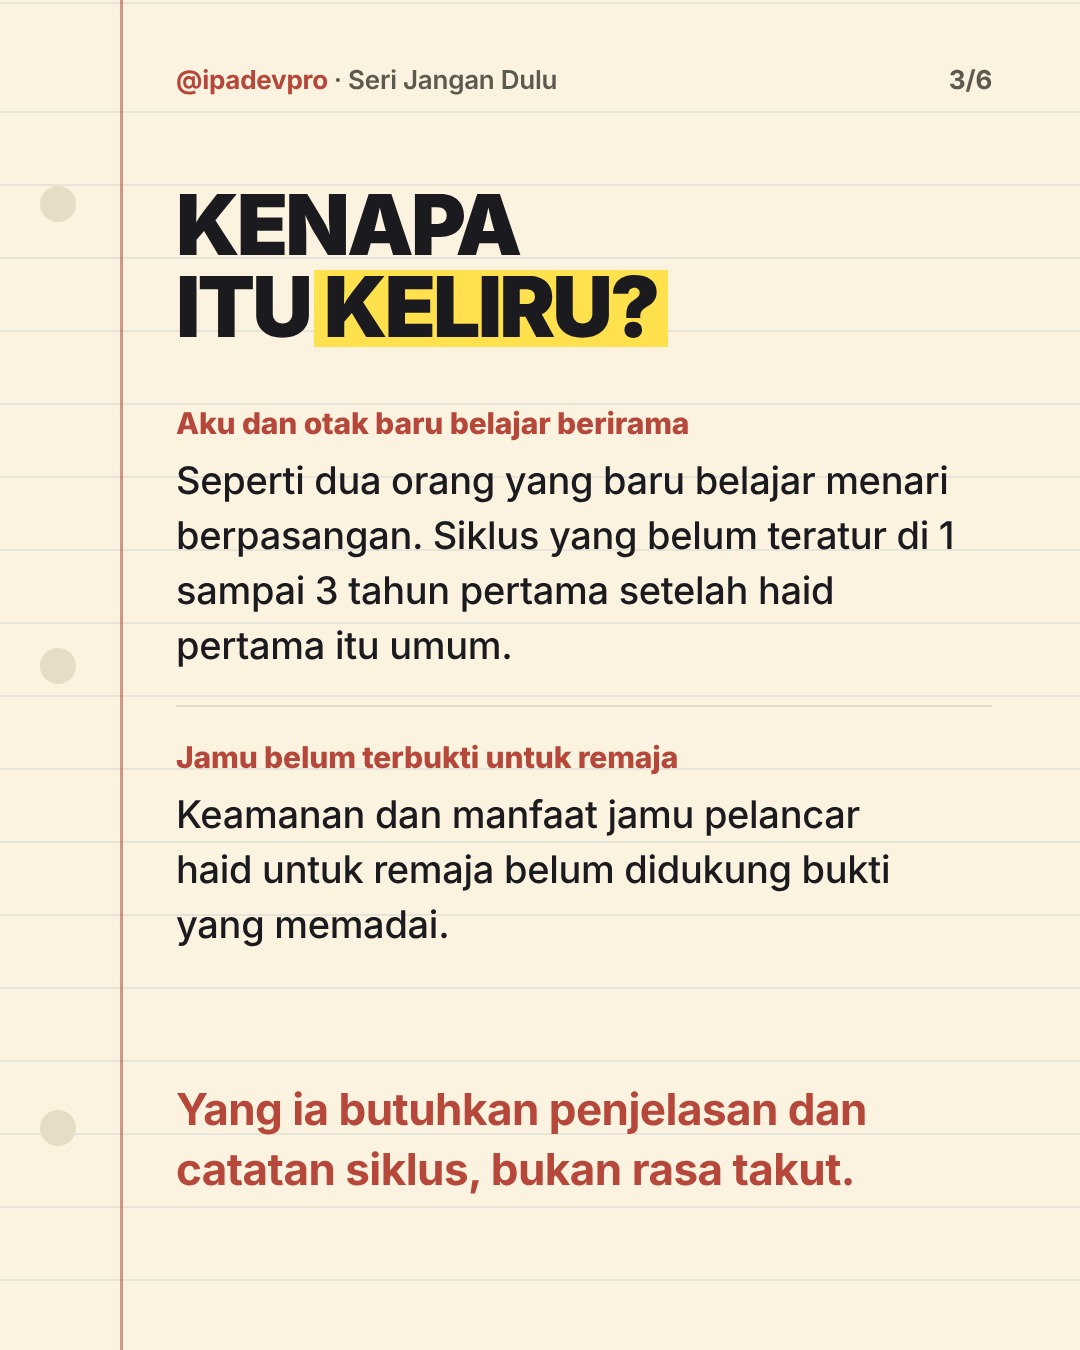 @ipadevpro · Seri Jangan Dulu
3/6
KENAPA
ITU KELIRU?
Aku dan otak baru belajar berirama
Seperti dua orang yang baru belajar menari
berpasangan. Siklus yang belum teratur di 1
sampai 3 tahun pertama setelah haid
pertama itu umum.
Jamu belum terbukti untuk remaja
Keamanan dan manfaat jamu pelancar
haid untuk remaja belum didukung bukti
yang memadai.
Yang ia butuhkan penjelasan dan
catatan siklus, bukan rasa takut.